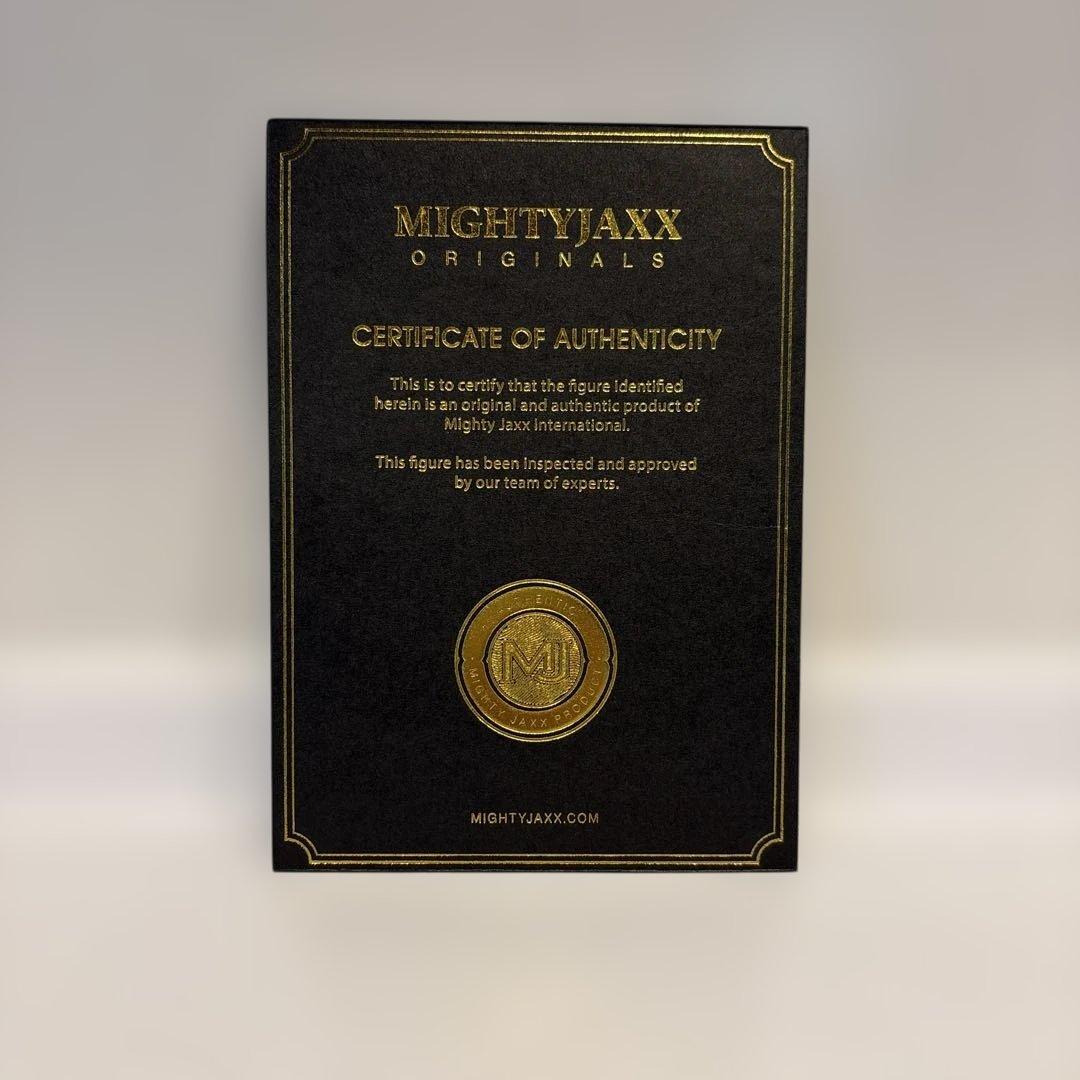 MIGHTYJAXX
ORIGINALS
CERTIFICATE OF AUTHENTICITY
This is to certify that the figure identified
herein is an original and authentic product of
Mighty Jaxx International.
This figure has been inspected and approved
by our team of experts.
AUTHENTIC
MJ
MIGHTY JAXX PRODUCT
MIGHTYJAXX.COM